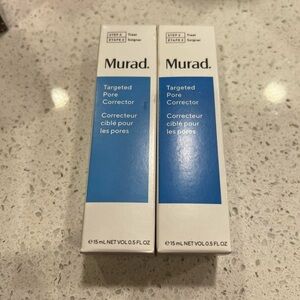 STEP 2
ETAPE 2
Treat
Soigner
Murad.
Targeted
Pore
Corrector
Correcteur
ciblé pour
les pores
℮15 mL NET VOL 0.5 FL OZ
STEP 2
ETAPE 2
Treat
Soigner
Murad.
Targeted
Pore
Corrector
Correcteur
ciblé pour
les pores
℮15 mL NET VOL 0.5 FL OZ